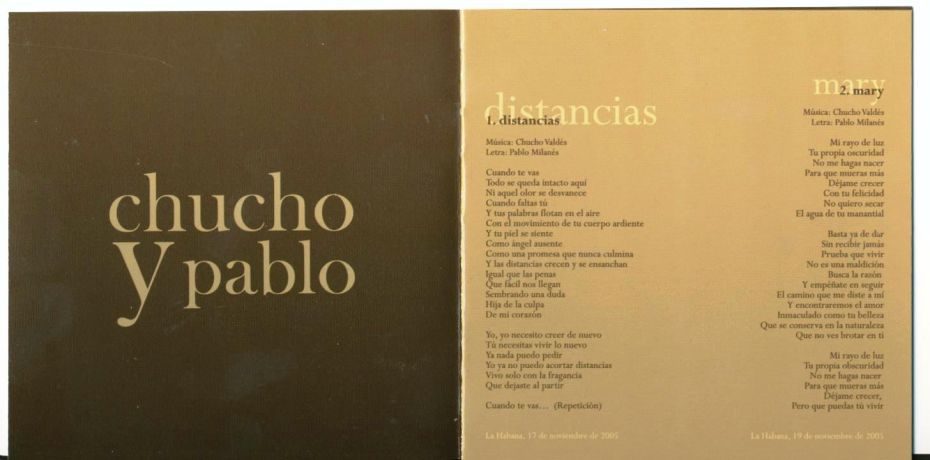 chucho
y pablo
distancias
1. distancias
Música: Chucho Valdés
Letra: Pablo Milanés
Cuando te vas
Todo se queda intacto aquí
Ni aquel olor se desvanece
Cuando faltas tú
Y tus palabras flotan en el aire
Con el movimiento de tu cuerpo ardiente
Y tu piel se siente
Como ángel ausente
Como una promesa que nunca culmina
Y las distancias crecen y se ensanchan
Igual que las penas
Que fácil nos llegan
Sembrando una duda
Hija de la culpa
De mi corazón
Yo, yo necesito creer de nuevo
Tú necesitas vivir lo nuevo
Ya nada puedo pedir
Yo ya no puedo acortar distancias
Vivo solo con la fragancia
Que dejaste al partir
Cuando te vas... (Repetición)
La Habana, 17 de noviembre de 2005
mary
2. mary
Música: Chucho Valdés
Letra: Pablo Milanés
Mi rayo de luz
Tu propia oscuridad
No me hagas nacer
Para que mueras más
Déjame crecer
Con tu felicidad
No quiero secar
El agua de tu manantial
Basta ya de dar
Sin recibir jamás
Prueba que vivir
No es una maldición
Busca la razón
Y empéñate en seguir
El camino que me diste a mí
Y encontraremos el amor
Inmaculado como tu belleza
Que se conserva en la naturaleza
Que no ves brotar en ti
Mi rayo de luz
Tu propia obscuridad
No me hagas nacer
Para que mueras más
Déjame crecer,
Pero que puedas tú vivir
La Habana, 19 de noviembre de 2005